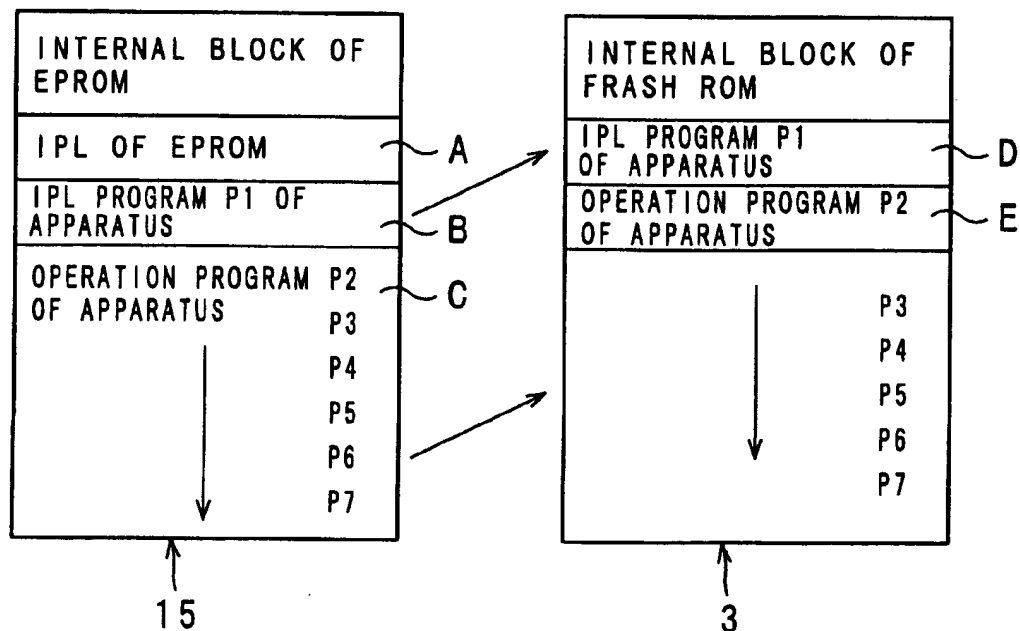 INTERNAL BLOCK OF
EPROM
IPL OF EPROM
A
IPL PROGRAM P1 OF
APPARATUS
B
OPERATION PROGRAM P2
OF APPARATUS
C
P3
P4
P5
P6
P7
15
INTERNAL BLOCK OF
FRASH ROM
IPL PROGRAM P1
OF APPARATUS
D
OPERATION PROGRAM P2
OF APPARATUS
E
P3
P4
P5
P6
P7
3